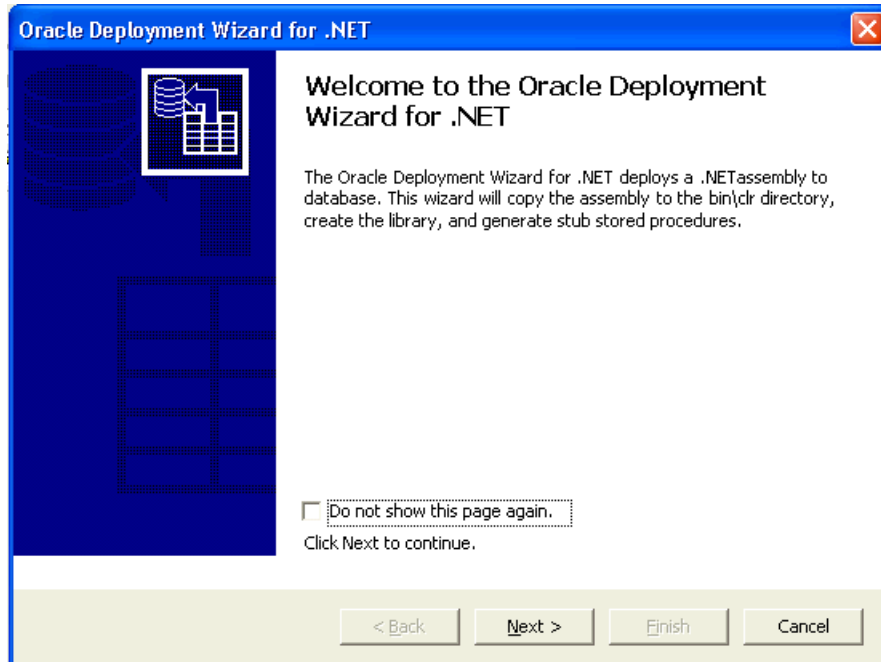 Oracle Deployment Wizard for .NET
Welcome to the Oracle Deployment
Wizard for .NET
The Oracle Deployment Wizard for .NET deploys a .NETassembly to
database. This wizard will copy the assembly to the bin\clr directory,
create the library, and generate stub stored procedures.
Do not show this page again.
Click Next to continue.
< Back
Next >
Finish
Cancel